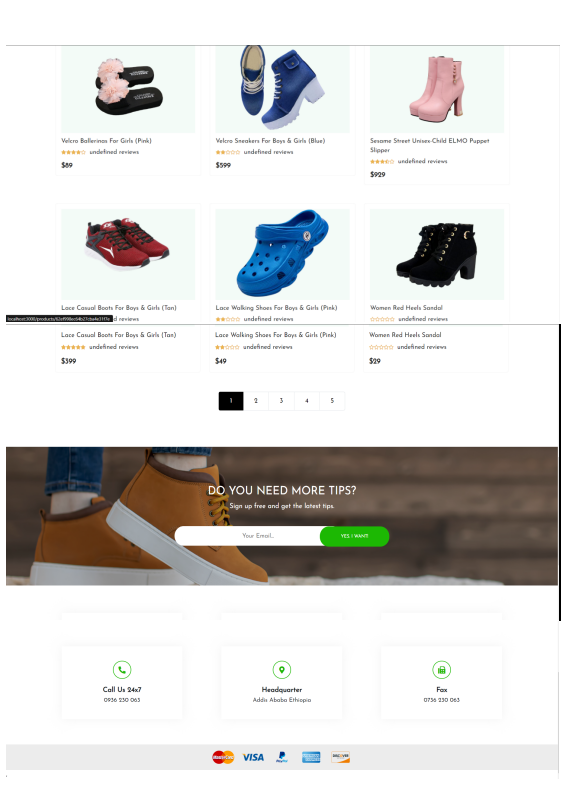 Velcro Ballerinas For Girls (Pink)
undefined reviews
$89
Velcro Sneakers For Boys & Girls (Blue)
undefined reviews
$599
Sesame Street Unisex-Child ELMO Puppet
Slipper
undefined reviews
$929
Lace Casual Boots For Boys & Girls (Tan)
d reviews
Lace Walking Shoes For Boys & Girls (Pink)
undefined reviews
Women Red Heels Sandal
undefined reviews
Lace Casual Boots For Boys & Girls (Tan)
undefined reviews
$399
Lace Walking Shoes For Boys & Girls (Pink)
undefined reviews
$49
Women Red Heels Sandal
undefined reviews
$29
1 2 3 4 5
DO YOU NEED MORE TIPS?
Sign up free and get the latest tips.
Your Email...
YES, I WANT!
Call Us 24x7
0936 230 063
Headquarter
Addis Ababa Ethiopia
Fax
0736 230 063
MasterCard
VISA
PayPal
DISCOVER